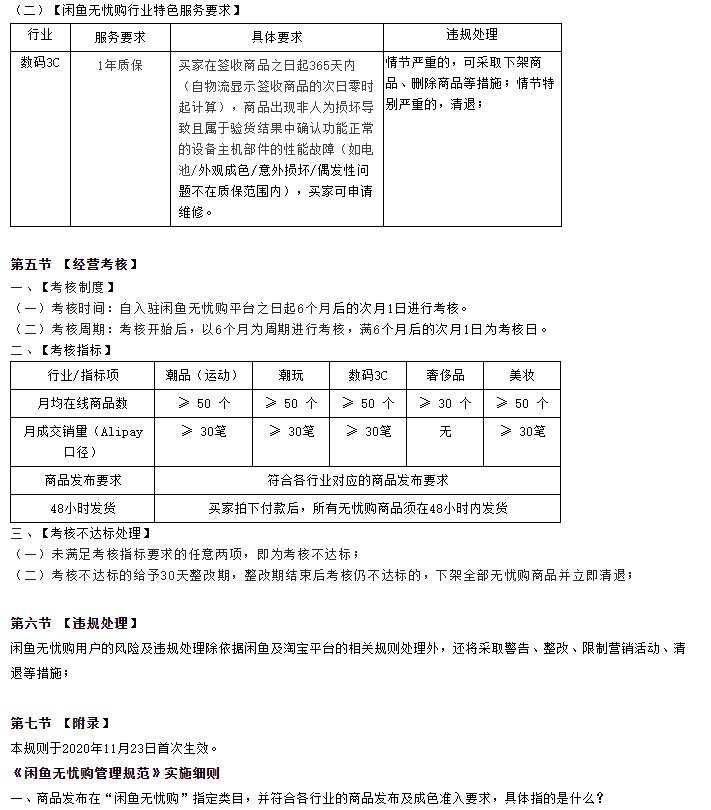 （二）【闲鱼无忧购行业特色服务要求】
行业 服务要求 具体要求 违规处理
数码3C 1年质保 买家在签收商品之日起365天内 情节严重的，可采取下架商
（自物流显示签收商品的次日零时 品、删除商品等措施；情节特
起计算），商品出现非人为损坏导 别严重的，清退；
致且属于验货结果中确认功能正常
的设备主机部件的性能故障（如电
池/外观成色/意外损坏/偶发性问
题不在质保范围内），买家可申请
维修。
第五节 【经营考核】
一、【考核制度】
（一）考核时间：自入驻闲鱼无忧购平台之日起6个月后的次月1日进行考核。
（二）考核周期：考核开始后，以6个月为周期进行考核，满6个月后的次月1日为考核日。
二、【考核指标】
行业/指标项 潮品（运动） 潮玩 数码3C 奢侈品 美妆
月均在线商品数 ≥ 50 个 ≥ 50 个 ≥ 50 个 ≥ 30 个 ≥ 50 个
月成交销量（Alipay ≥ 30笔 ≥ 30笔 ≥ 30笔 无 ≥ 30笔
口径）
商品发布要求 符合各行业对应的商品发布要求
48小时发货 买家拍下付款后，所有无忧购商品须在48小时内发货
三、【考核不达标处理】
（一）未满足考核指标要求的任意两项，即为考核不达标；
（二）考核不达标的给予30天整改期，整改期结束后考核仍不达标的，下架全部无忧购商品并立即清退；
第六节 【违规处理】
闲鱼无忧购用户的风险及违规处理除依据闲鱼及淘宝平台的相关规则处理外，还将采取警告、整改、限制营销活动、清
退等措施；
第七节 【附录】
本规则于2020年11月23日首次生效。
《闲鱼无忧购管理规范》实施细则
一、商品发布在“闲鱼无忧购”指定类目，并符合各行业的商品发布及成色准入要求，具体指的是什么？